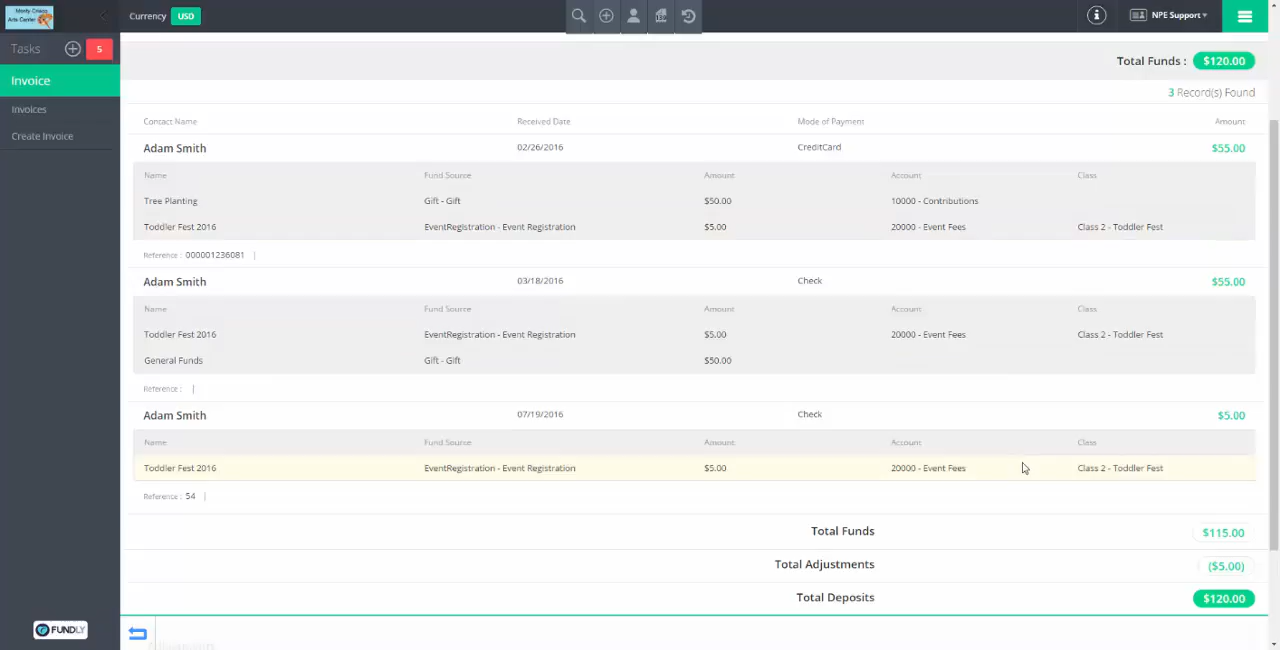 Monty Crisco
Arts Center
Currency USD
NPE Support
Tasks 5
Invoice
Invoices
Create Invoice
FUNDLY
Total Funds : $120.00
3 Record(s) Found
Contact Name Received Date Mode of Payment Amount
Adam Smith 02/26/2016 CreditCard $55.00
Name Fund Source Amount Account Class
Tree Planting Gift - Gift $50.00 10000 - Contributions
Toddler Fest 2016 EventRegistration - Event Registration $5.00 20000 - Event Fees Class 2 - Toddler Fest
Reference : 000001236081 |
Adam Smith 03/18/2016 Check $55.00
Name Fund Source Amount Account Class
Toddler Fest 2016 EventRegistration - Event Registration $5.00 20000 - Event Fees Class 2 - Toddler Fest
General Funds Gift - Gift $50.00
Reference : |
Adam Smith 07/19/2016 Check $5.00
Name Fund Source Amount Account Class
Toddler Fest 2016 EventRegistration - Event Registration $5.00 20000 - Event Fees Class 2 - Toddler Fest
Reference : 54 |
Total Funds $115.00
Total Adjustments ($5.00)
Total Deposits $120.00